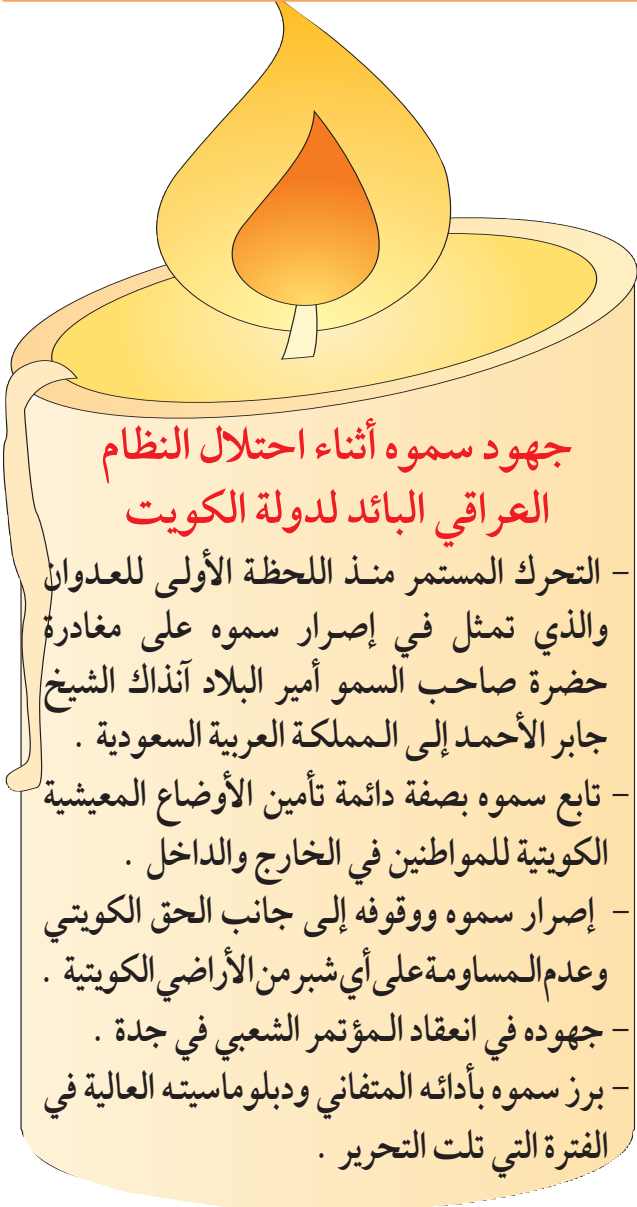 جهود سموه أثناء احتلال النظام
العراقي البائد لدولة الكويت
– التحرك المستمر منذ اللحظة الأولى للعدوان
والذي تمثل في إصرار سموه على مغادرة
حضرة صاحب السمو أمير البلاد آنذاك الشيخ
جابر الأحمد إلى المملكة العربية السعودية .
– تابع سموه بصفة دائمة تأمين الأوضاع المعيشية
الكويتية للمواطنين في الخارج والداخل .
– إصرار سموه ووقوفه إلى جانب الحق الكويتي
وعدم المساومة على أي شبر من الأراضي الكويتية .
– جهوده في انعقاد المؤتمر الشعبي في جدة .
– برز سموه بأدائه المتفاني ودبلوماسيته العالية في
الفترة التي تلت التحرير .